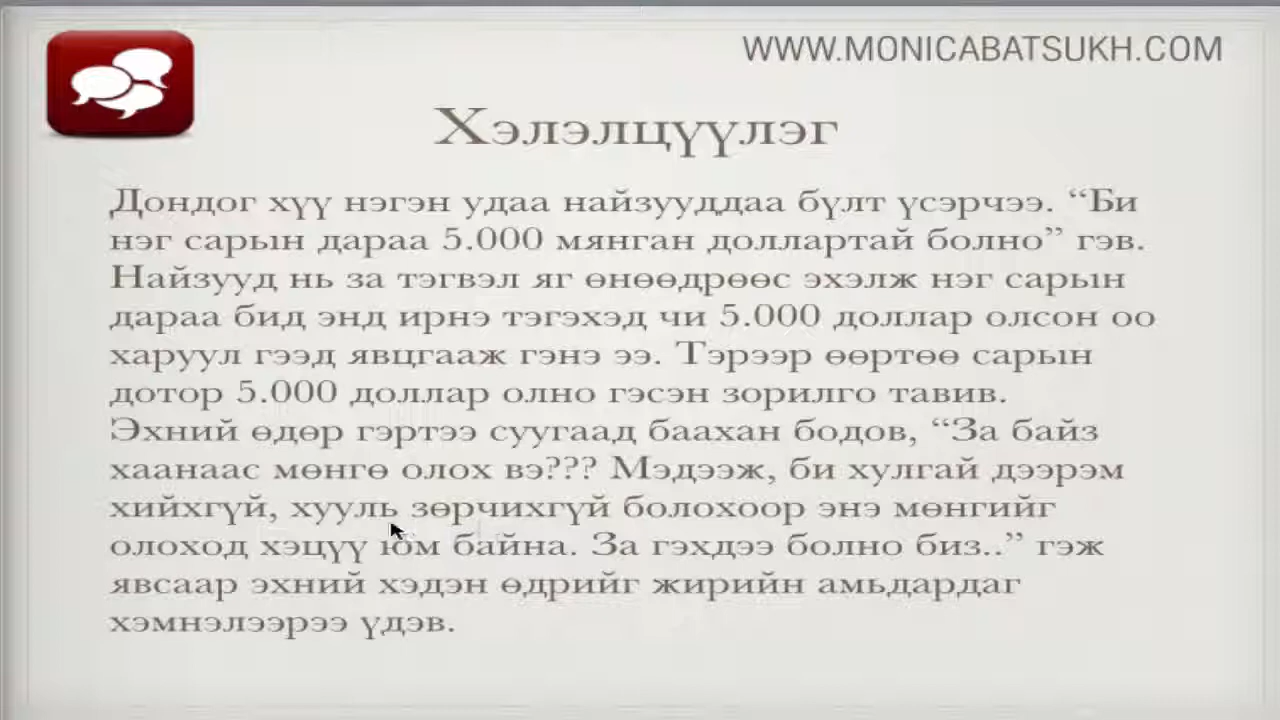 WWW.MONICABATSUKH.COM
Хэлэлцүүлэг
Дондог хүү нэгэн удаа найзууддаа бүлт үсэрчээ. “Би
нэг сарын дараа 5.000 мянган доллартай болно” гэв.
Найзууд нь за тэгвэл яг өнөөдрөөс эхэлж нэг сарын
дараа бид энд ирнэ тэгэхэд чи 5.000 доллар олсон оо
харуул гээд явцгааж гэнэ ээ. Тэрээр өөртөө сарын
дотор 5.000 доллар олно гэсэн зорилго тавив.
Эхний өдөр гэртээ суугаад баахан бодов, “За байз
хаанаас мөнгө олох вэ??? Мэдээж, би хулгай дээрэм
хийхгүй, хууль зөрчихгүй болохоор энэ мөнгийг
олоход хэцүү юм байна. За гэхдээ болно биз..” гэж
явсаар эхний хэдэн өдрийг жирийн амьдардаг
хэмнэлээрээ үдэв.